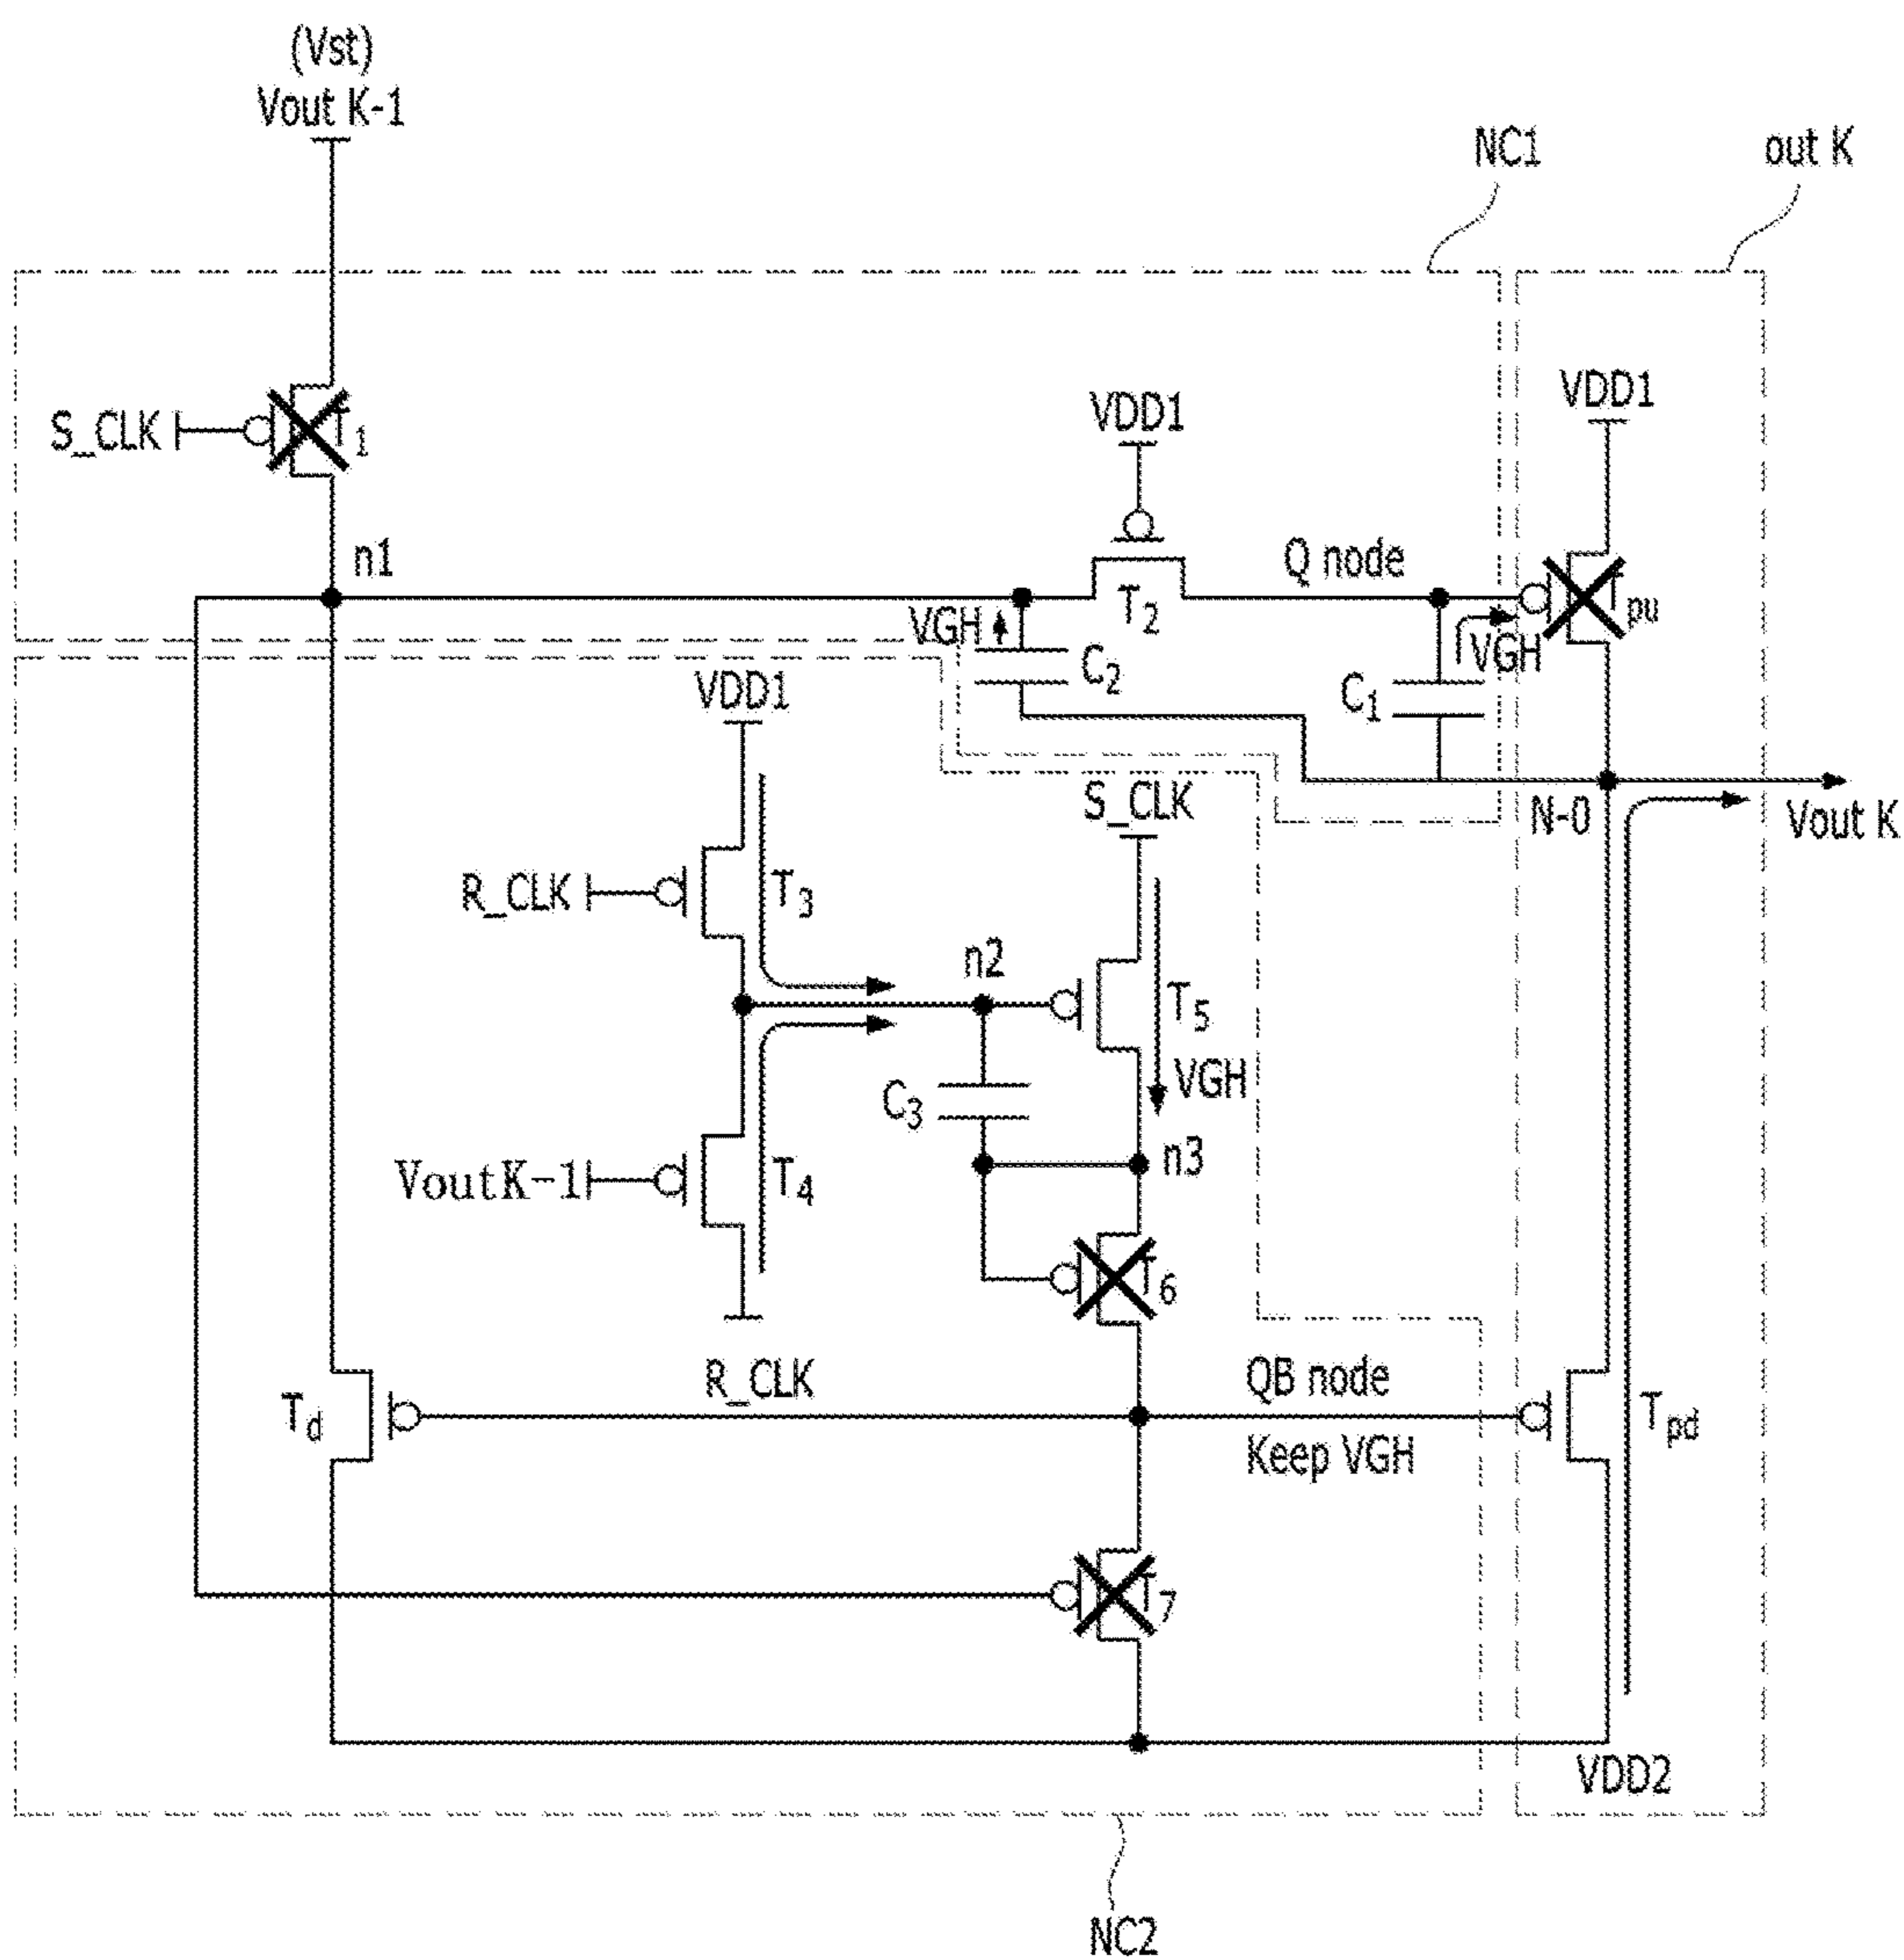 (Vst)
Vout K-1
NC1
out K
S_CLK
T1
VDD1
VDD1
n1
Q node
T2
Tpu
VGH
C2
VGH
C1
VDD1
S_CLK
N-0
Vout K
R_CLK
T3
n2
T5
VGH
C3
VoutK-1
T4
n3
T6
R_CLK
QB node
Td
Keep VGH
Tpd
T7
VDD2
NC2